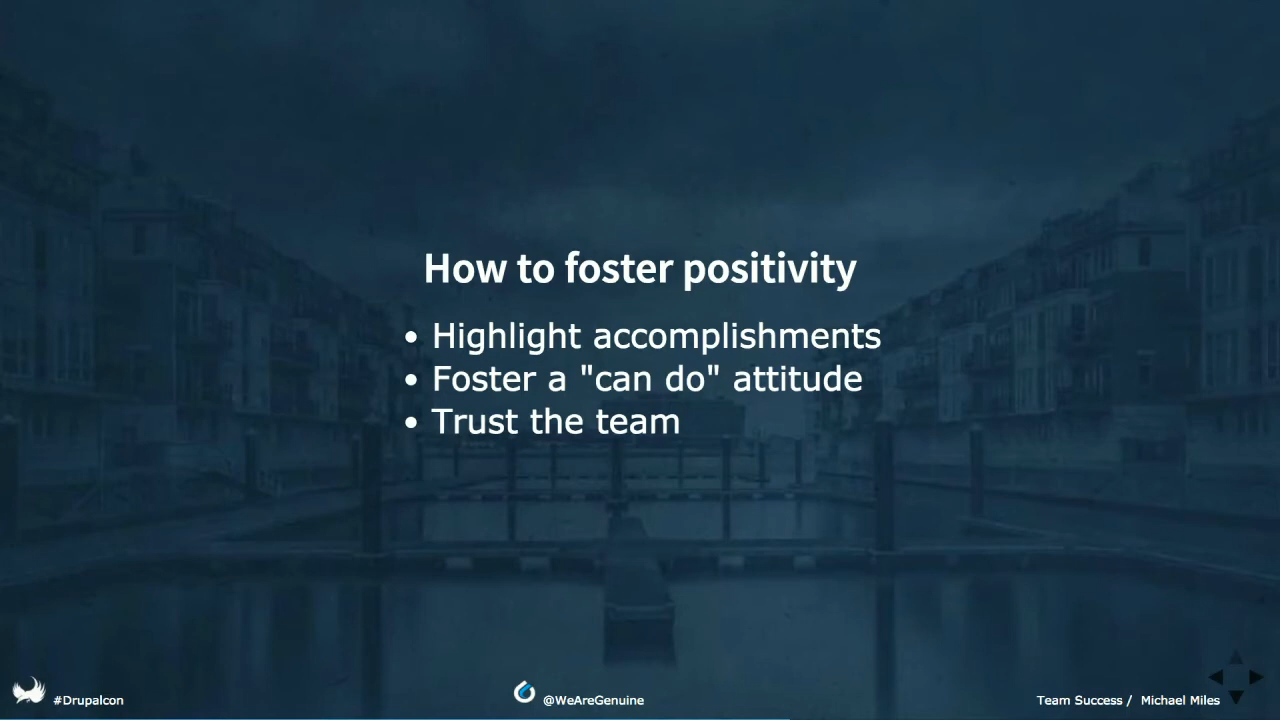 How to foster positivity
• Highlight accomplishments
• Foster a "can do" attitude
• Trust the team
#Drupalcon
@WeAreGenuine
Team Success / Michael Miles